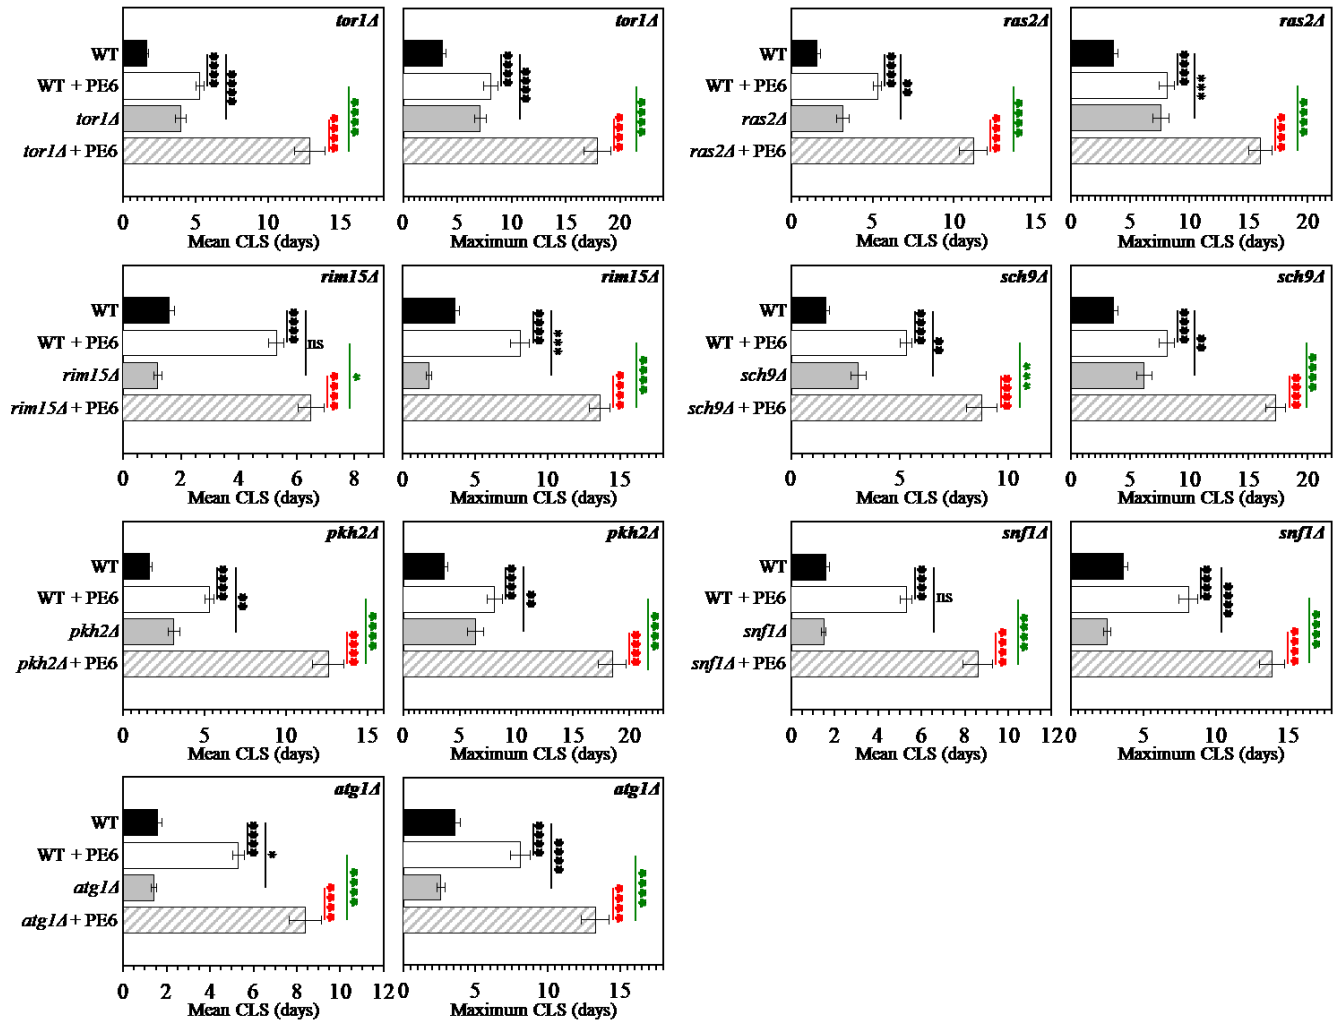 tor1Δ
WT
WT + PE6
tor1Δ
tor1Δ + PE6
****
****
****
****
0 5 10 15
Mean CLS (days)
tor1Δ
****
****
****
****
0 5 10 15 20
Maximum CLS (days)
ras2Δ
WT
WT + PE6
ras2Δ
ras2Δ + PE6
****
**
****
****
0 5 10 15
Mean CLS (days)
ras2Δ
****
***
****
****
0 5 10 15 20
Maximum CLS (days)
rim15Δ
WT
WT + PE6
rim15Δ
rim15Δ + PE6
****
ns
****
*
0 2 4 6 8
Mean CLS (days)
rim15Δ
****
***
****
****
0 5 10 15
Maximum CLS (days)
sch9Δ
WT
WT + PE6
sch9Δ
sch9Δ + PE6
****
**
****
***
0 5 10
Mean CLS (days)
sch9Δ
****
**
****
****
0 5 10 15 20
Maximum CLS (days)
pkh2Δ
WT
WT + PE6
pkh2Δ
pkh2Δ + PE6
****
**
****
****
0 5 10 15
Mean CLS (days)
pkh2Δ
****
**
****
****
0 5 10 15 20
Maximum CLS (days)
snf1Δ
WT
WT + PE6
snf1Δ
snf1Δ + PE6
****
ns
****
****
0 2 4 6 8 10 12
Mean CLS (days)
snf1Δ
****
****
****
****
0 5 10 15
Maximum CLS (days)
atg1Δ
WT
WT + PE6
atg1Δ
atg1Δ + PE6
****
*
****
****
0 2 4 6 8 10 12
Mean CLS (days)
atg1Δ
****
****
****
****
0 5 10 15
Maximum CLS (days)